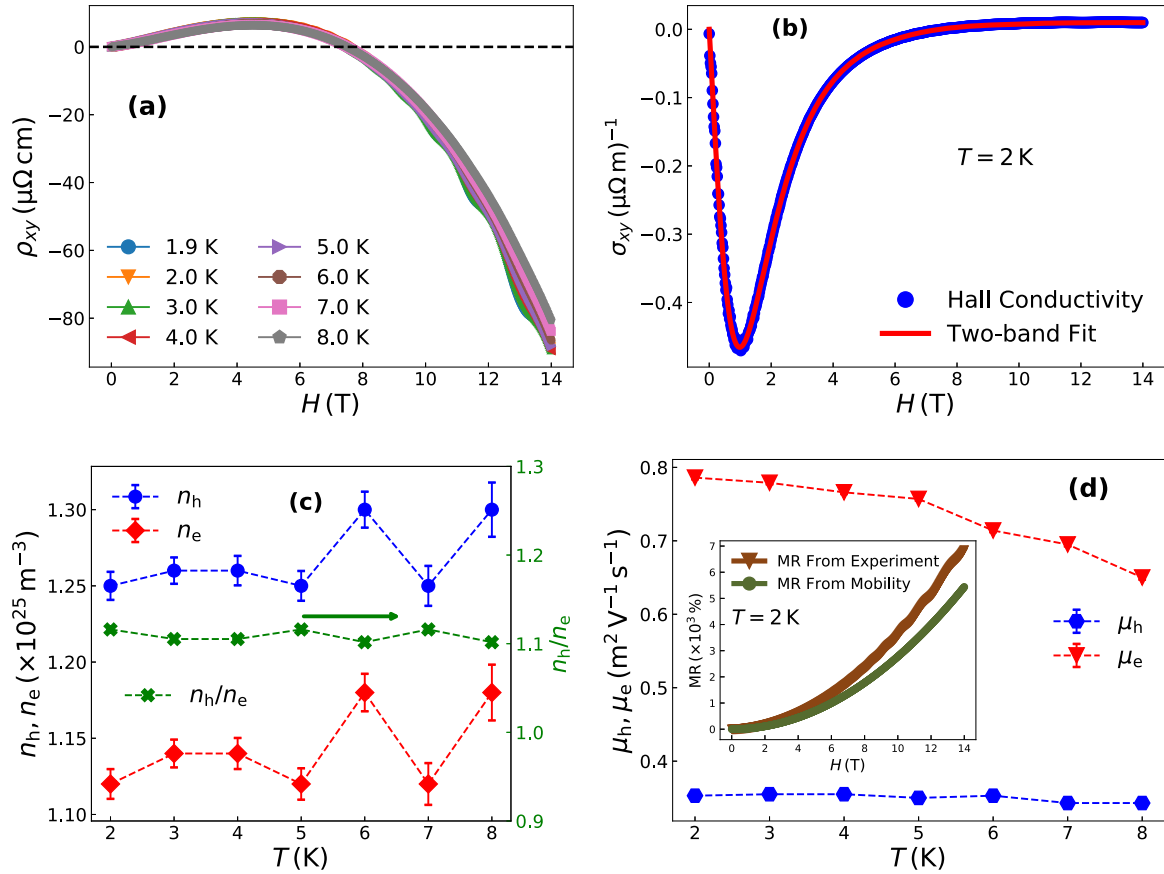 0
−20
−40
−60
−80
ρxy (μΩ cm)
(a)
1.9 K
2.0 K
3.0 K
4.0 K
5.0 K
6.0 K
7.0 K
8.0 K
0 2 4 6 8 10 12 14
H (T)
0.0
−0.1
−0.2
−0.3
−0.4
σxy (μΩ m)⁻¹
(b)
T = 2 K
Hall Conductivity
Two-band Fit
0 2 4 6 8 10 12 14
H (T)
1.30
1.25
1.20
1.15
1.10
nh, ne (×10²⁵ m⁻³)
nh
ne
(c)
nh/ne
1.3
1.2
1.1
1.0
0.9
nh/ne
2 3 4 5 6 7 8
T (K)
0.8
0.7
0.6
0.5
0.4
μh, μe (m² V⁻¹ s⁻¹)
(d)
7
6
5
4
3
2
1
0
MR (×10³ %)
MR From Experiment
MR From Mobility
T = 2 K
0 2 4 6 8 10 12 14
H (T)
μh
μe
2 3 4 5 6 7 8
T (K)